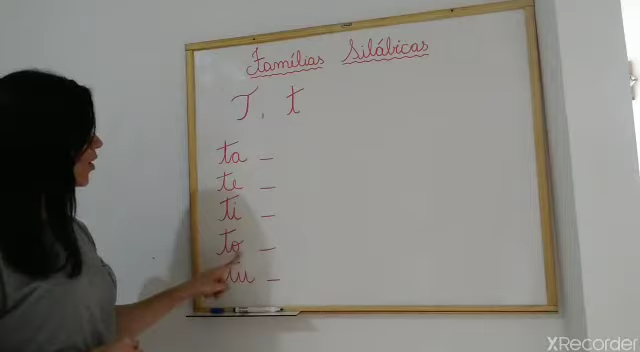 Famílias Silábicas
T, t
ta –
te –
ti –
to –
tu –
XRecorder